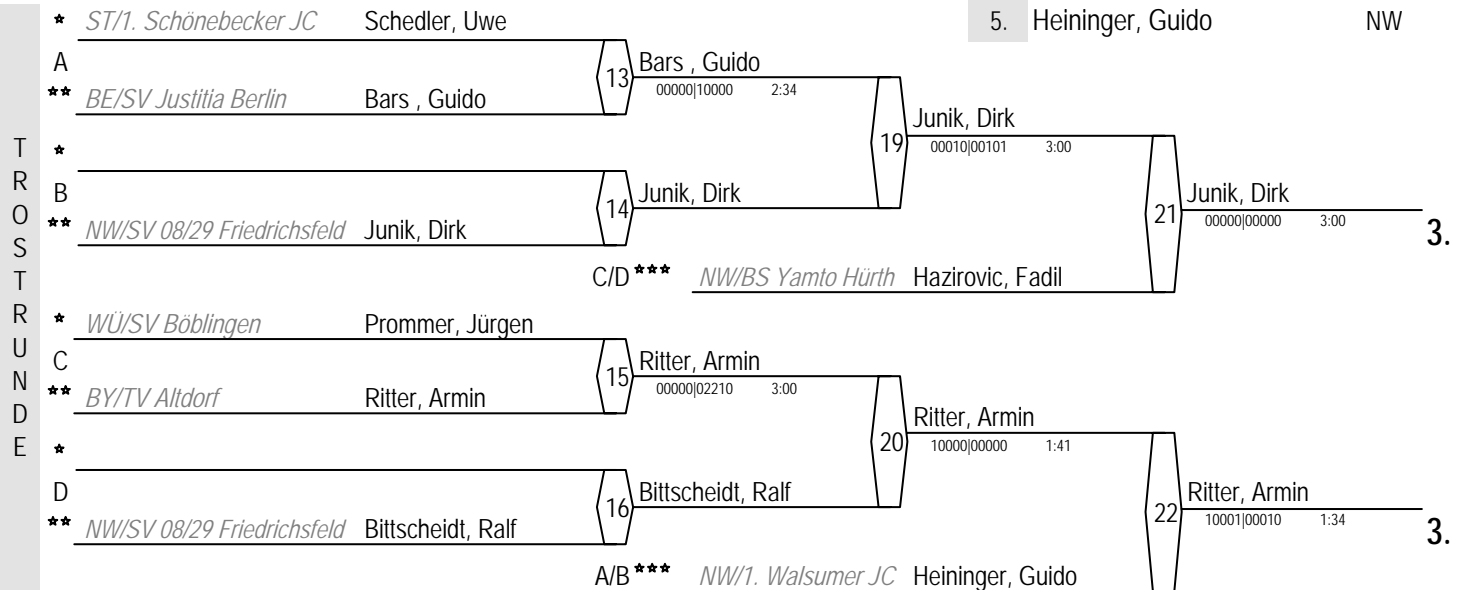 TROSTRUNDE
★ ST/1. Schönebecker JC Schedler, Uwe
5. Heininger, Guido NW
A
13 Bars , Guido
00000|10000 2:34
★★ BE/SV Justitia Berlin Bars , Guido
19 Junik, Dirk
00010|00101 3:00
★
B
14 Junik, Dirk
21 Junik, Dirk
00000|00000 3:00
3.
★★ NW/SV 08/29 Friedrichsfeld Junik, Dirk
C/D ★★★ NW/BS Yamto Hürth Hazirovic, Fadil
★ WÜ/SV Böblingen Prommer, Jürgen
C
15 Ritter, Armin
00000|02210 3:00
★★ BY/TV Altdorf Ritter, Armin
20 Ritter, Armin
10000|00000 1:41
★
D
16 Bittscheidt, Ralf
22 Ritter, Armin
10001|00010 1:34
3.
★★ NW/SV 08/29 Friedrichsfeld Bittscheidt, Ralf
A/B ★★★ NW/1. Walsumer JC Heininger, Guido